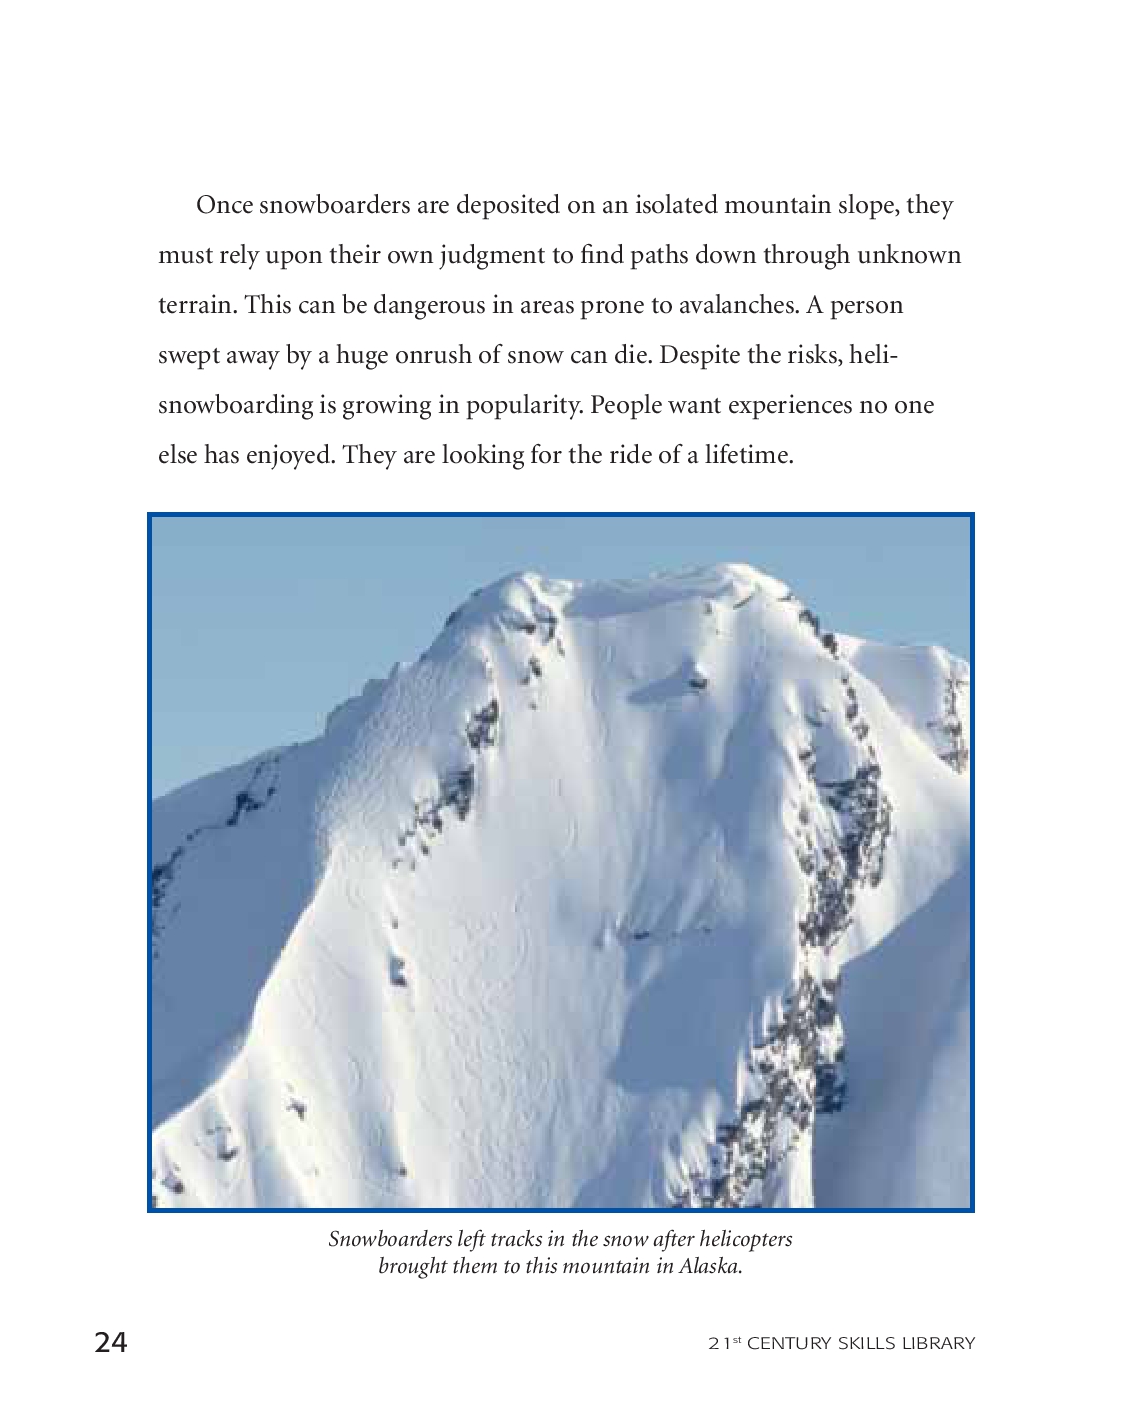 Once snowboarders are deposited on an isolated mountain slope, they
must rely upon their own judgment to find paths down through unknown
terrain. This can be dangerous in areas prone to avalanches. A person
swept away by a huge onrush of snow can die. Despite the risks, heli-
snowboarding is growing in popularity. People want experiences no one
else has enjoyed. They are looking for the ride of a lifetime.
Snowboarders left tracks in the snow after helicopters
brought them to this mountain in Alaska.
24
21st CENTURY SKILLS LIBRARY